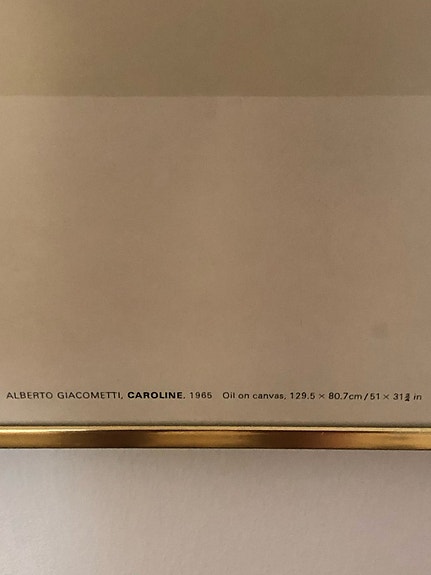 ALBERTO GIACOMETTI, CAROLINE. 1965 Oil on canvas, 129.5 × 80.7cm/51 × 31¾ in